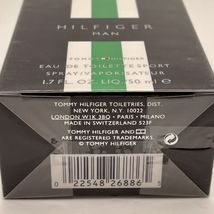 HILFIGER
MAN
TOMMY HILFIGER
EAU DE TOILETTE SPORT
SPRAY/VAPORISATEUR
1.7 FL. OZ. LIQ./50 ml e
TOMMY HILFIGER TOILETRIES, DIST.
NEW YORK, N.Y. 10022
LONDON W1K 3BQ • PARIS
TOMMY HILFIGER AND
ARE REGISTERED TRADEMARKS.
MADE IN SWITZERLAND
0 22548 26886 5